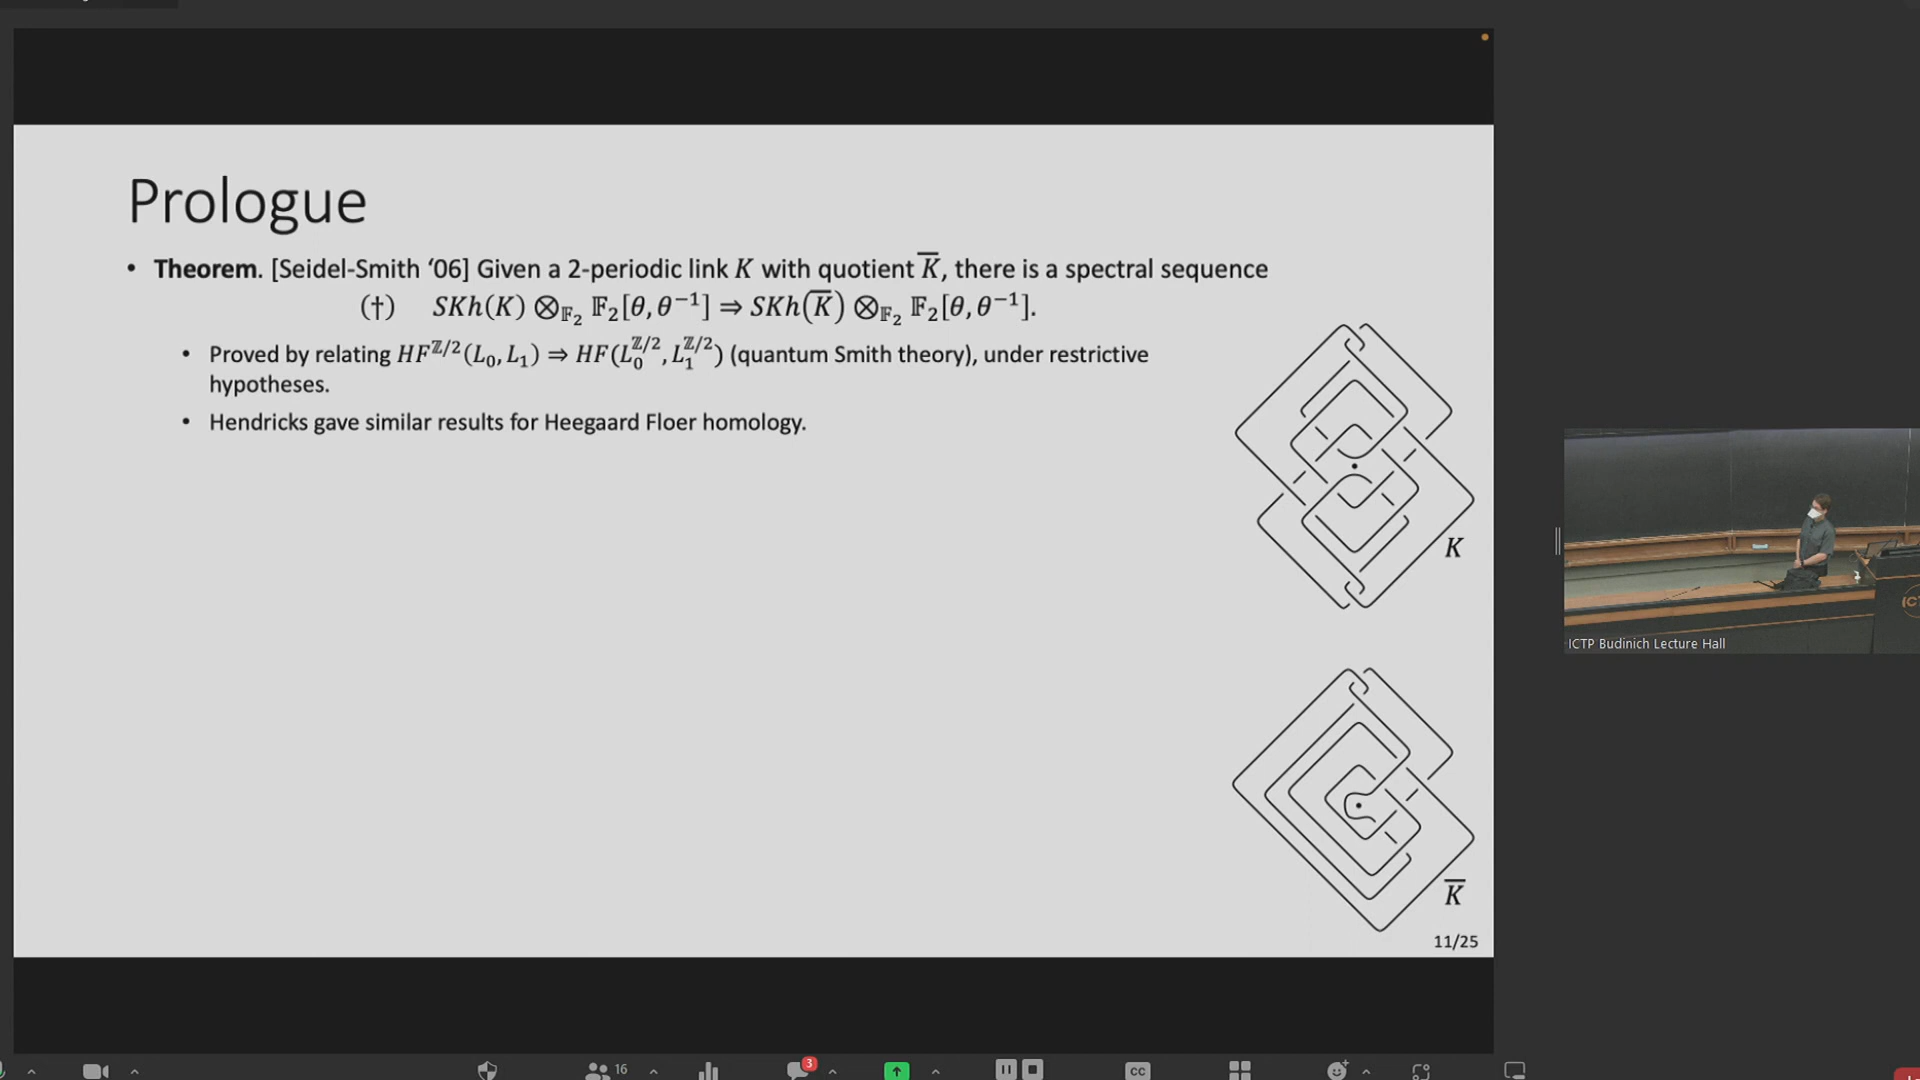 Prologue
• Theorem. [Seidel-Smith ‘06] Given a 2-periodic link K with quotient K̅, there is a spectral sequence
(†) SKh(K) ⊗_𝔽₂ 𝔽₂[θ, θ⁻¹] ⇒ SKh(K̅) ⊗_𝔽₂ 𝔽₂[θ, θ⁻¹].
• Proved by relating HF^{ℤ/2}(L₀, L₁) ⇒ HF(L₀^{ℤ/2}, L₁^{ℤ/2}) (quantum Smith theory), under restrictive
hypotheses.
• Hendricks gave similar results for Heegaard Floer homology.
K
K̅
11/25
ICTP Budinich Lecture Hall
16
3
CC